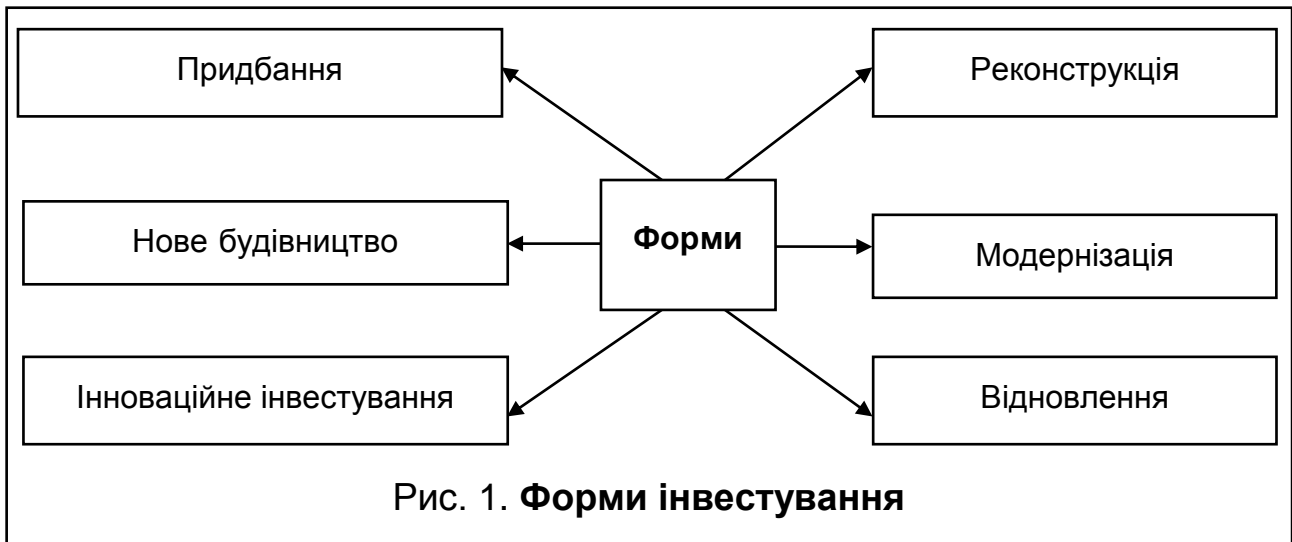 Придбання
Реконструкція
Нове будівництво
Форми
Модернізація
Інноваційне інвестування
Відновлення
Рис. 1. Форми інвестування